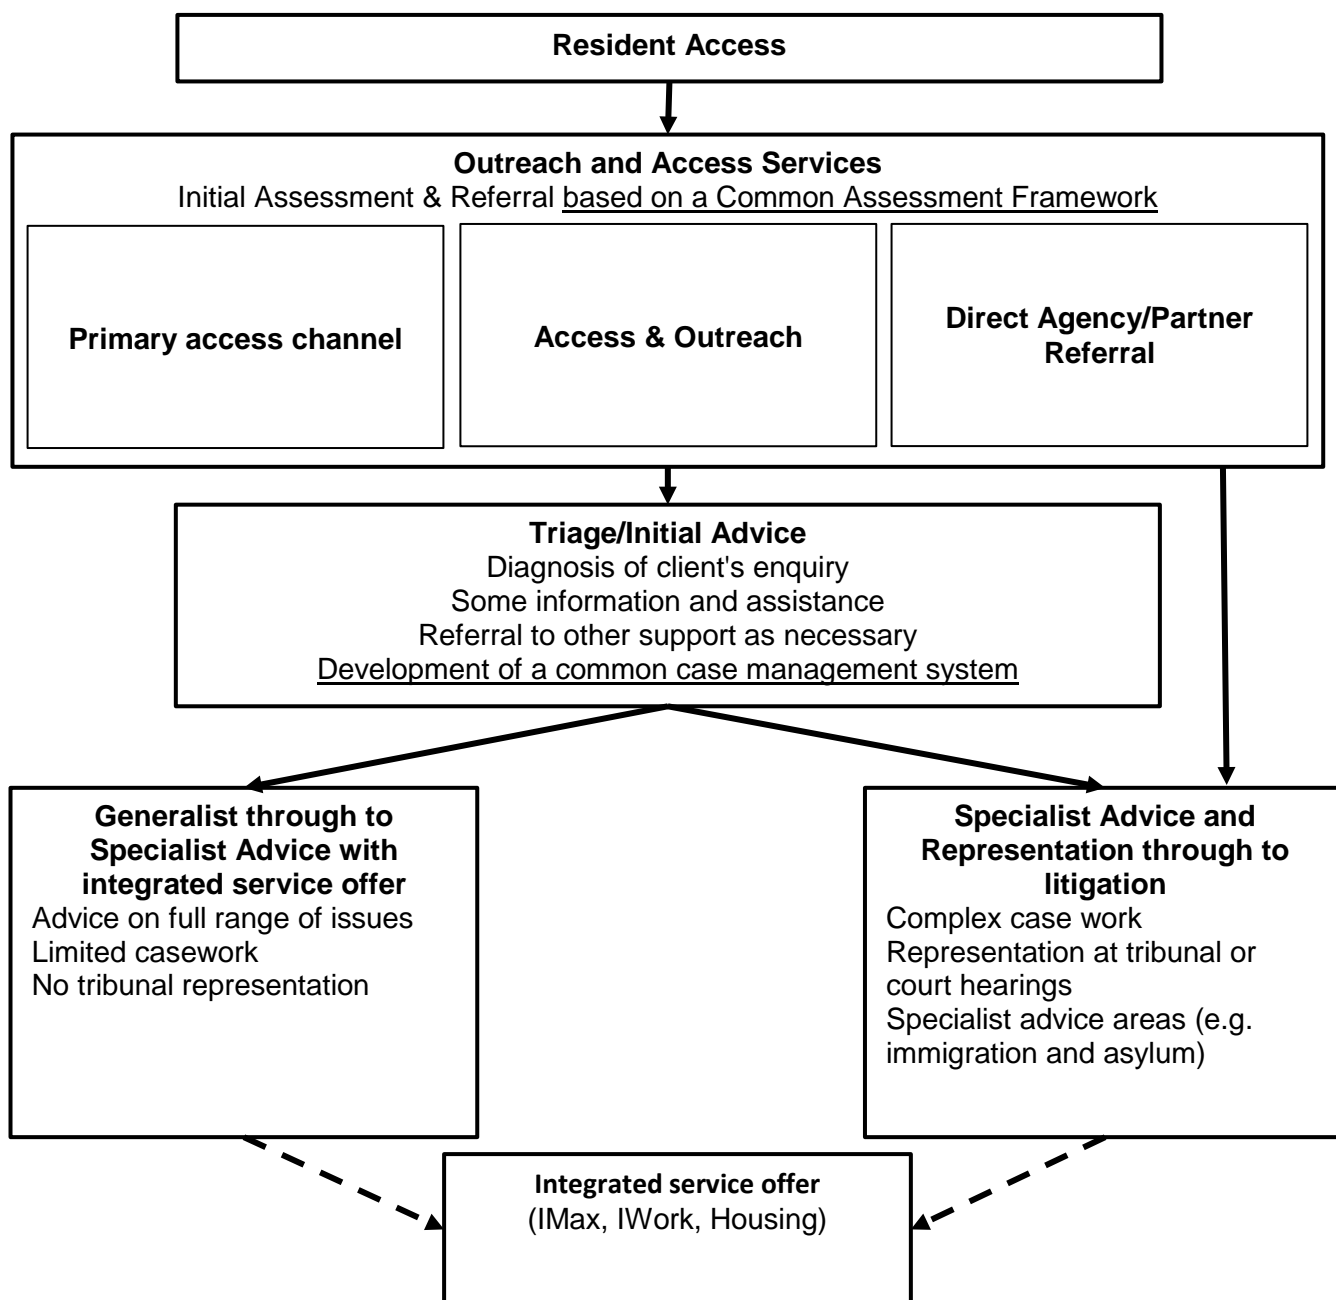 Resident Access
Outreach and Access Services
Initial Assessment & Referral based on a Common Assessment Framework
Primary access channel
Access & Outreach
Direct Agency/Partner
Referral
Triage/Initial Advice
Diagnosis of client's enquiry
Some information and assistance
Referral to other support as necessary
Development of a common case management system
Generalist through to
Specialist Advice with
integrated service offer
Advice on full range of issues
Limited casework
No tribunal representation
Specialist Advice and
Representation through to
litigation
Complex case work
Representation at tribunal or
court hearings
Specialist advice areas (e.g.
immigration and asylum)
Integrated service offer
(IMax, IWork, Housing)